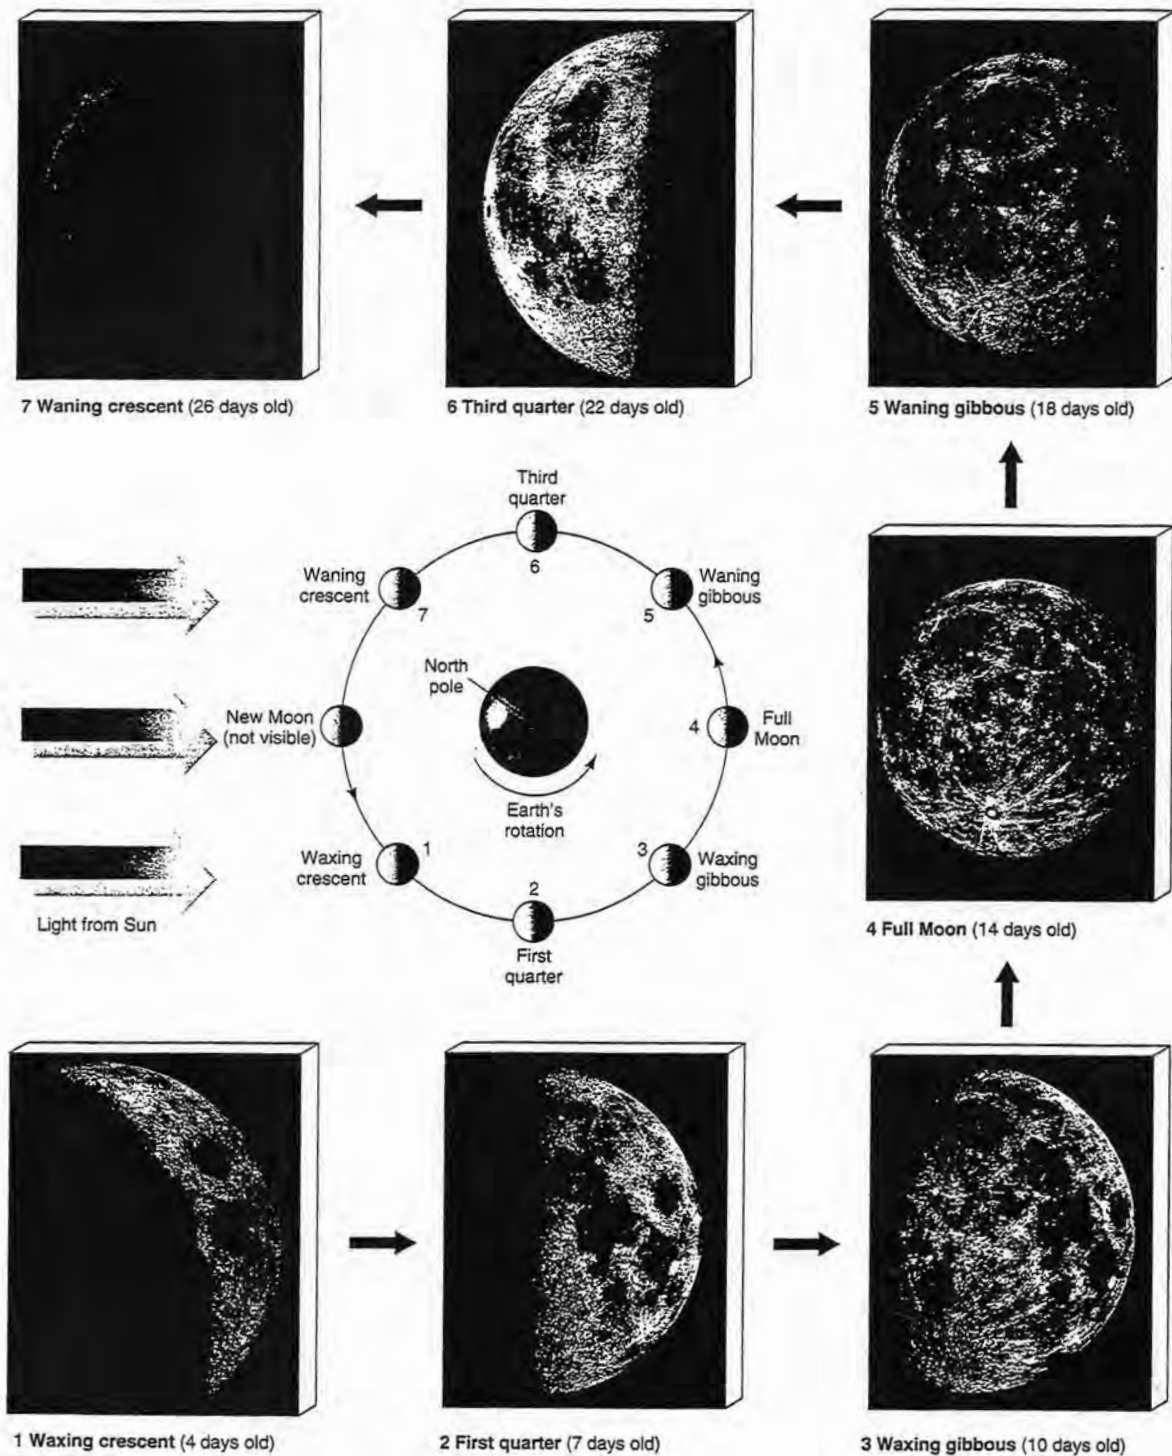 7 Waning crescent (26 days old)
6 Third quarter (22 days old)
5 Waning gibbous (18 days old)
Third
quarter
6
Waning
crescent
7
Waning
gibbous
5
North
pole
New Moon
(not visible)
4
Full
Moon
Earth's
rotation
Waxing
crescent
1
2
3
Waxing
gibbous
First
quarter
Light from Sun
4 Full Moon (14 days old)
1 Waxing crescent (4 days old)
2 First quarter (7 days old)
3 Waxing gibbous (10 days old)